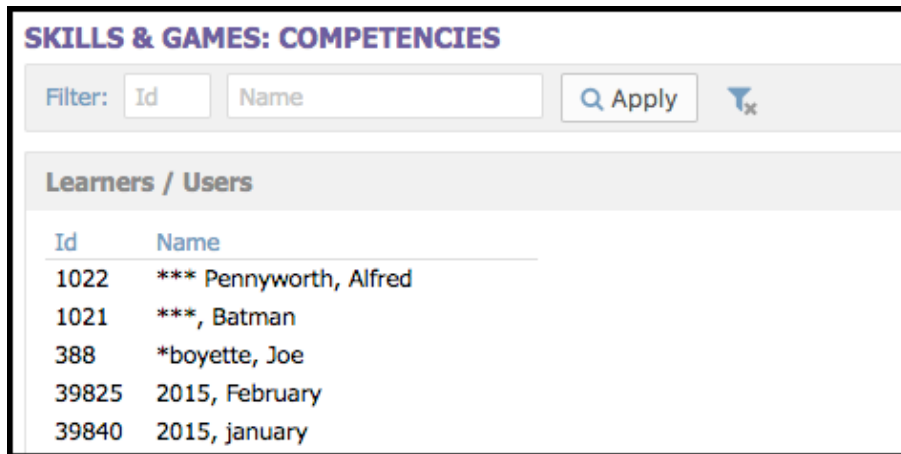 SKILLS & GAMES: COMPETENCIES
Filter: Id Name Apply
Learners / Users
Id Name
1022 *** Pennyworth, Alfred
1021 ***, Batman
388 *boyette, Joe
39825 2015, February
39840 2015, january